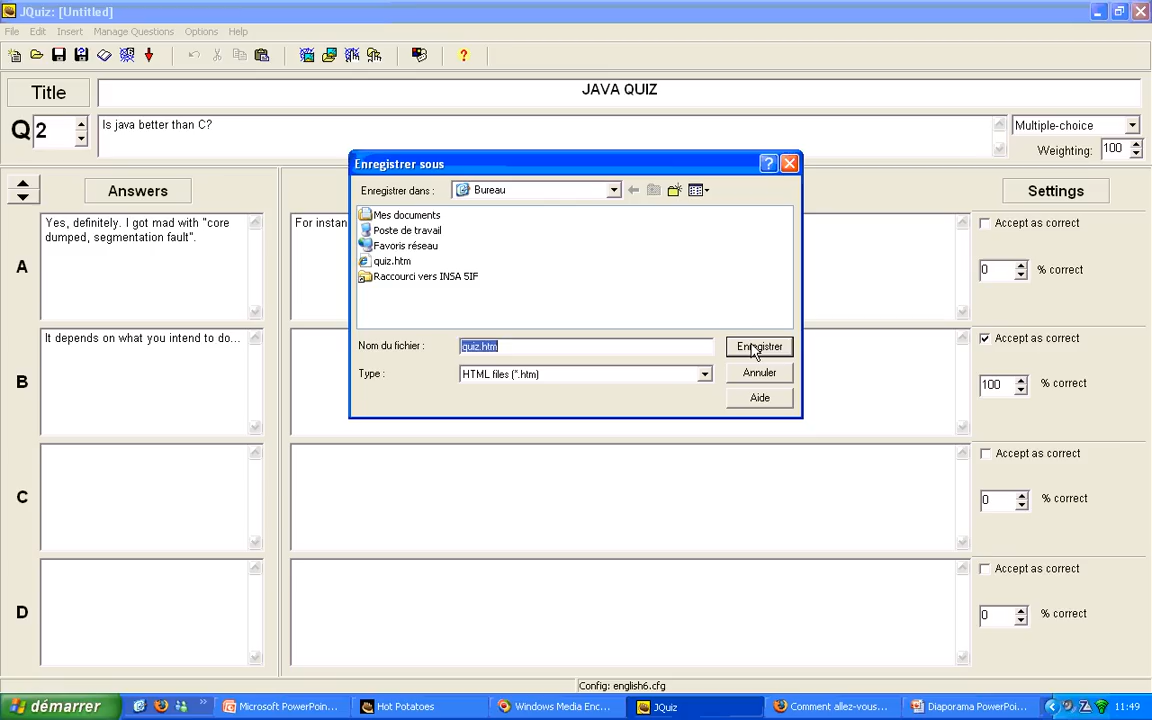 JQuiz: [Untitled]
File Edit Insert Manage Questions Options Help
?
Title
JAVA QUIZ
Q 2
Is java better than C?
Multiple-choice
Weighting: 100
Enregistrer sous
Enregistrer dans : Bureau
Mes documents
Poste de travail
Favoris réseau
quiz.htm
Raccourci vers INSA 5IF
Nom du fichier : quiz.htm
Enregistrer
Type : HTML files (*.htm)
Annuler
Aide
Answers
Settings
A
Yes, definitely. I got mad with "core
dumped, segmentation fault".
For instan
Accept as correct
0 % correct
B
It depends on what you intend to do...
Accept as correct
100 % correct
C
Accept as correct
0 % correct
D
Accept as correct
0 % correct
Config: english6.cfg
démarrer
Microsoft PowerPoin...
Hot Potatoes
Windows Media Enc...
JQuiz
Comment allez-vous...
Diaporama PowerPoi...
11:49